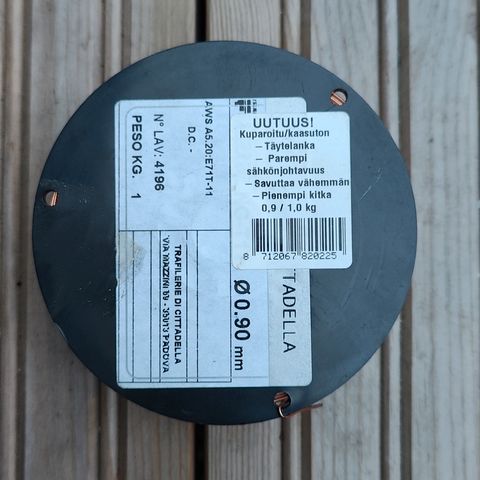 UUTUUS!
Kuparoitu/kaasuton
– Täytelanka
– Parempi
sähkönjohtavuus
– Savuttaa vähemmän
– Pienempi kitka
0,9 / 1,0 kg
8 712067 820225
AWS A5.20:E71T-11
D.C. -
N° LAV: 4196
PESO KG. 1
TRAFILERIE DI CITTADELLA
VIA MAZZINI 69 - 35013 PADOVA
Ø 0.90 mm
TTADELLA